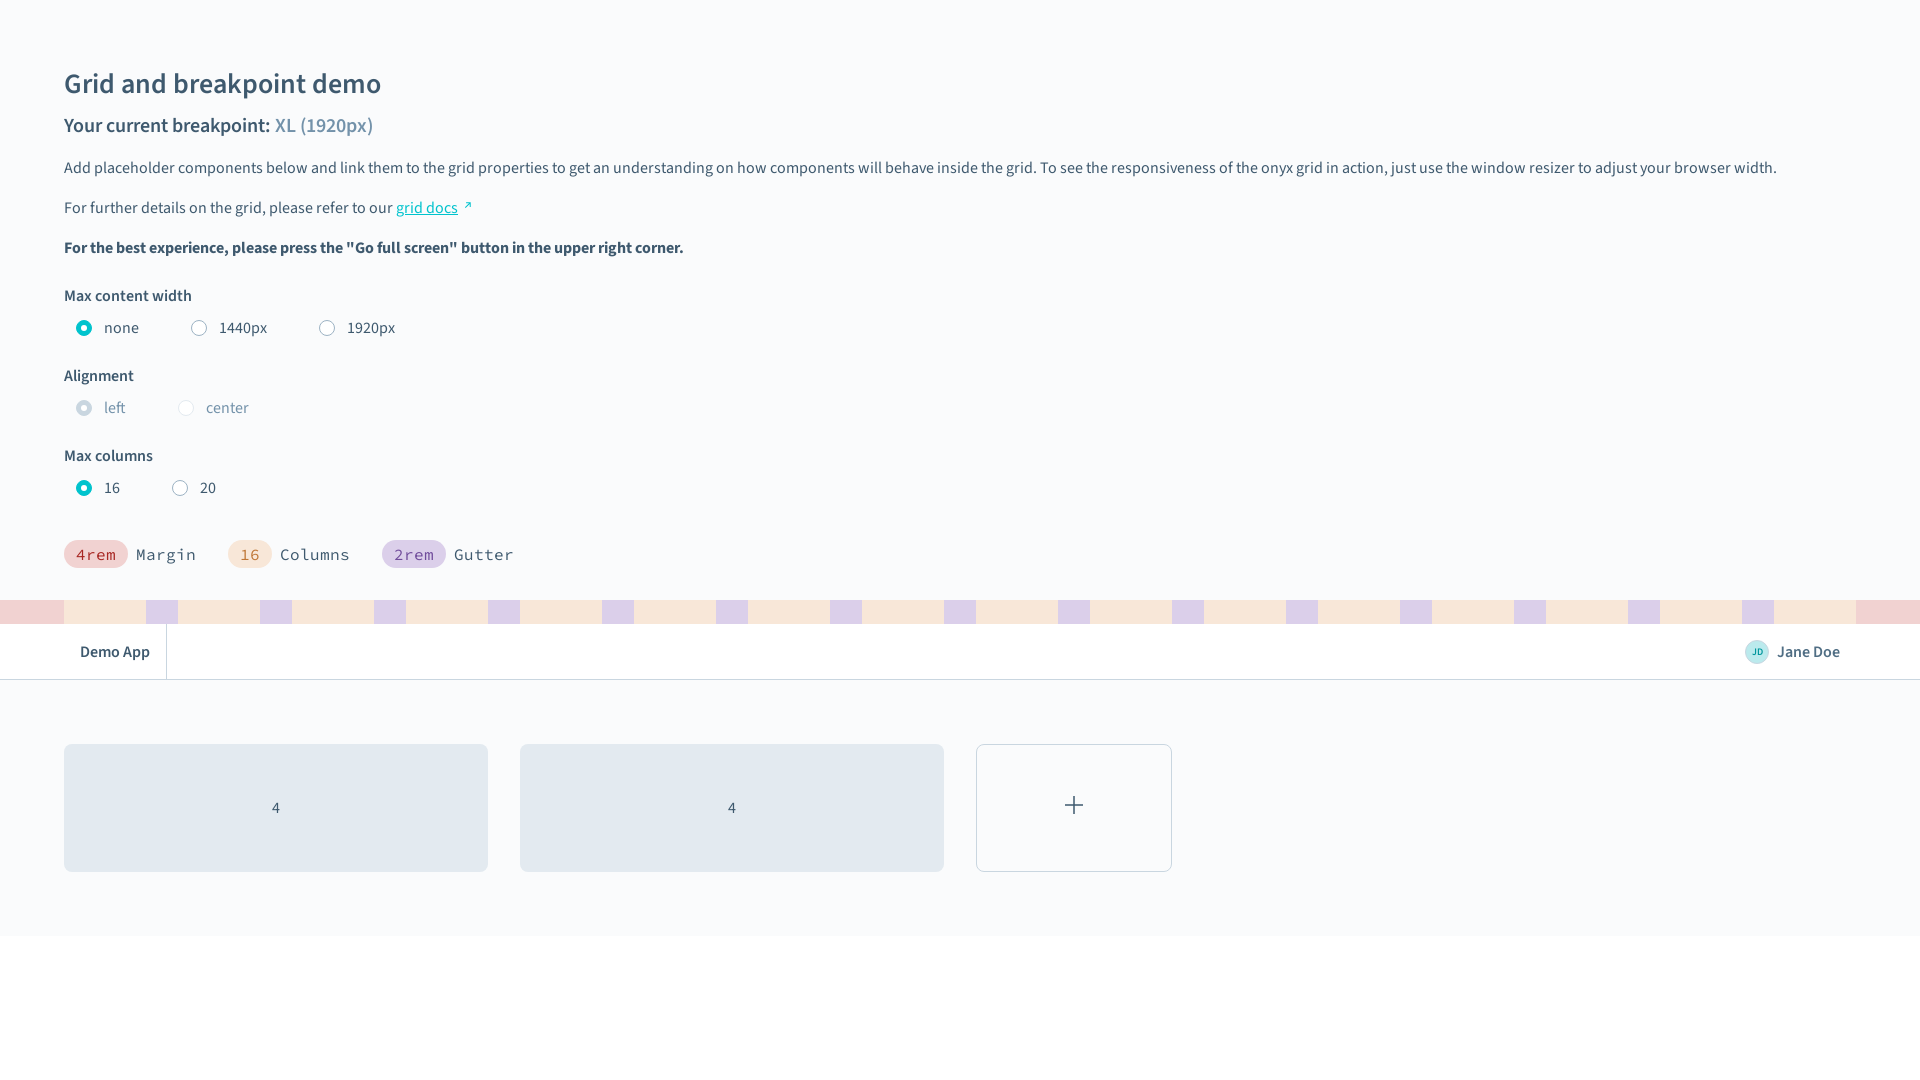 Grid and breakpoint demo
Your current breakpoint: XL (1920px)
Add placeholder components below and link them to the grid properties to get an understanding on how components will behave inside the grid. To see the responsiveness of the onyx grid in action, just use the window resizer to adjust your browser width.
For further details on the grid, please refer to our grid docs
For the best experience, please press the "Go full screen" button in the upper right corner.
Max content width
none 1440px 1920px
Alignment
left center
Max columns
16 20
4rem Margin 16 Columns 2rem Gutter
Demo App JD Jane Doe
4 4